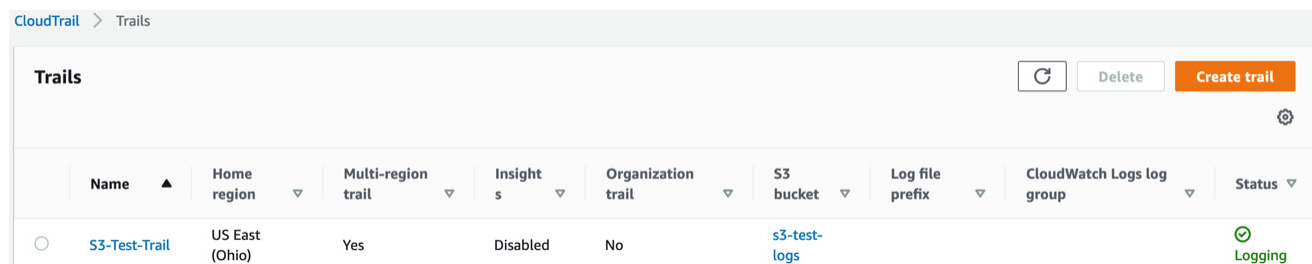 CloudTrail > Trails
Trails
Delete
Create trail
Name
Home region
Multi-region trail
Insights
Organization trail
S3 bucket
Log file prefix
CloudWatch Logs log group
Status
S3-Test-Trail
US East (Ohio)
Yes
Disabled
No
s3-test-logs
Logging